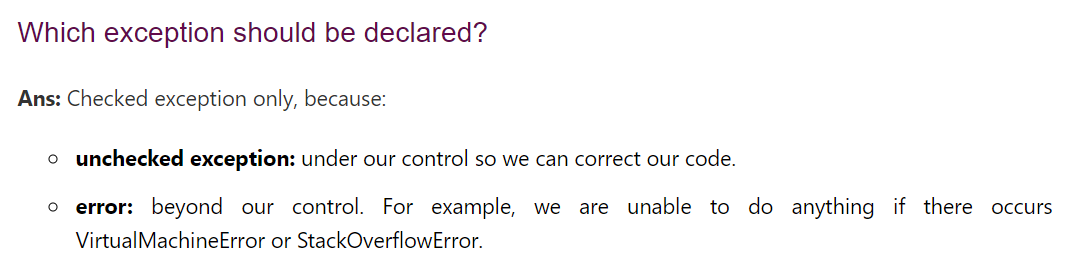 Which exception should be declared?
Ans: Checked exception only, because:
unchecked exception: under our control so we can correct our code.
error: beyond our control. For example, we are unable to do anything if there occurs
VirtualMachineError or StackOverflowError.